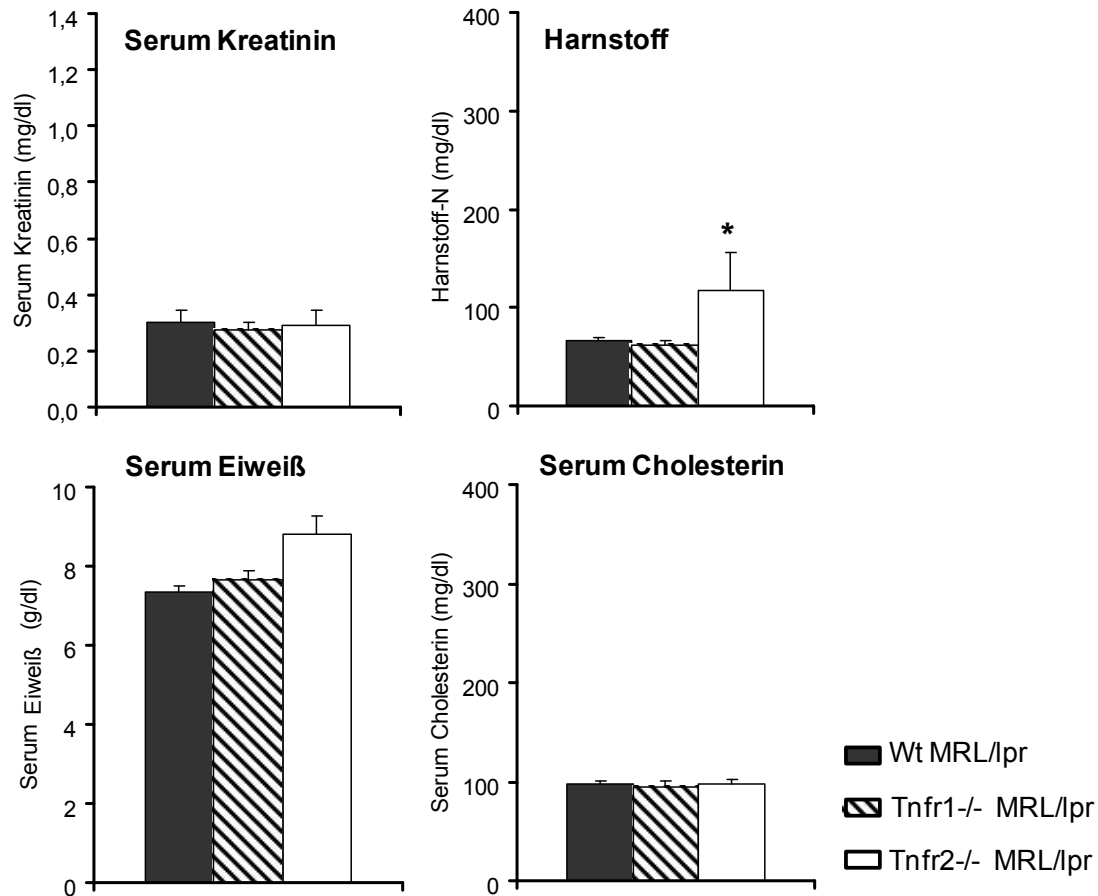 Serum Kreatinin
Serum Kreatinin (mg/dl)
1,4
1,2
1,0
0,8
0,6
0,4
0,2
0,0
Harnstoff
Harnstoff-N (mg/dl)
400
300
200
100
0
*
Serum Eiweiß
Serum Eiweiß (g/dl)
10
8
6
4
2
0
Serum Cholesterin
Serum Cholesterin (mg/dl)
400
300
200
100
0
Wt MRL/lpr
Tnfr1-/- MRL/lpr
Tnfr2-/- MRL/lpr